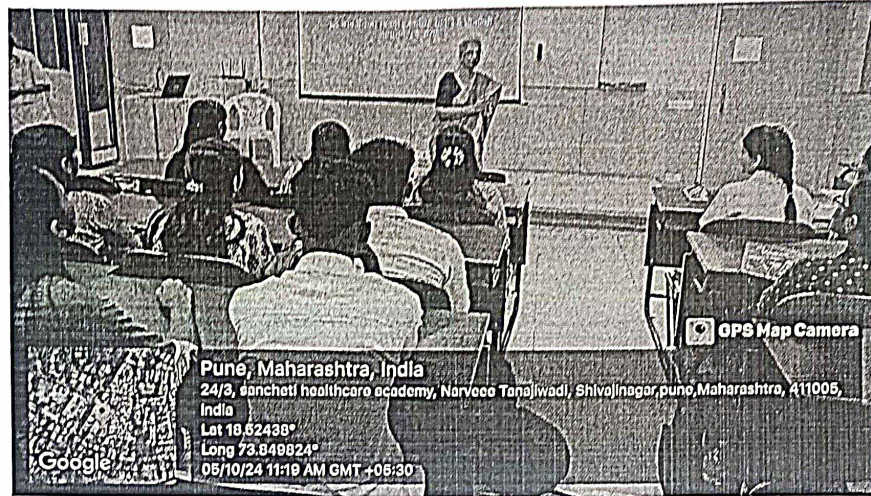 GPS Map Camera
Pune, Maharashtra, India
24/3, sancheti healthcare academy, Narveer Tanajiwadi, Shivajinagar,pune,Maharashtra, 411005,
India
Lat 18.52438°
Long 73.849824°
05/10/24 11:19 AM GMT +05:30
Google